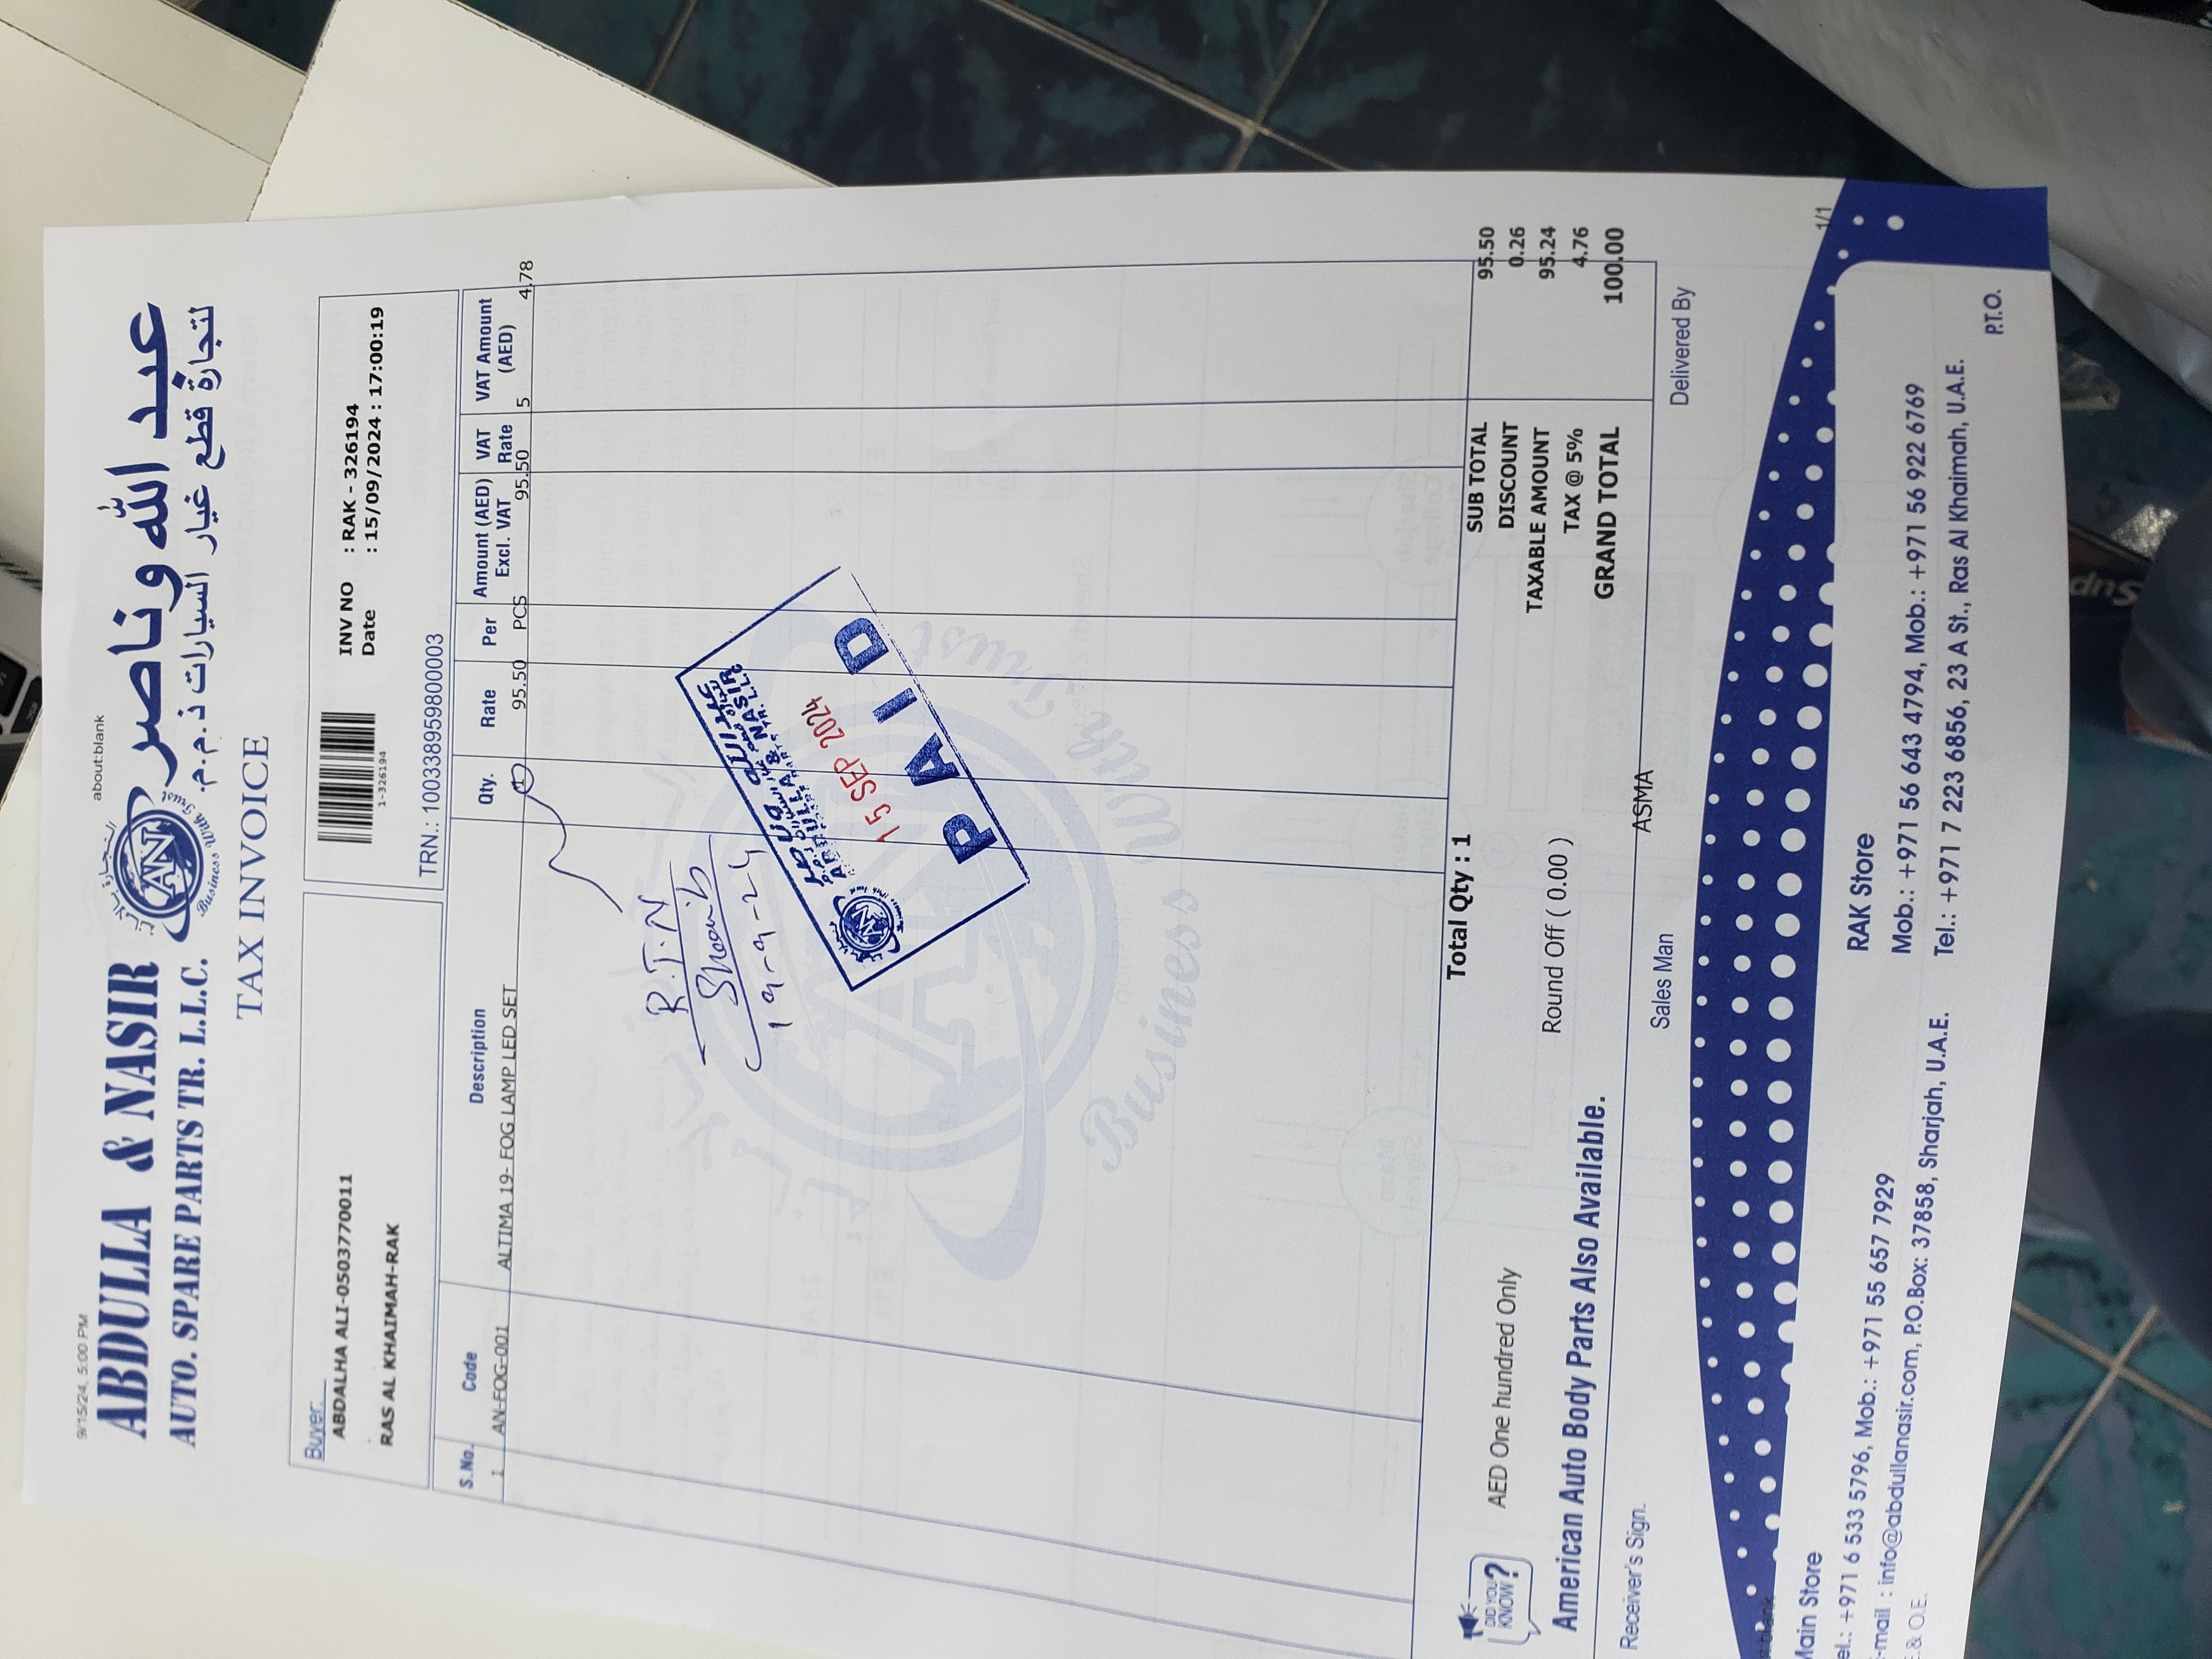 9/15/24, 5:00 PM
about:blank
ABDULLA & NASIR
AUTO. SPARE PARTS TR. L.L.C.
Business With Trust
عبد الله وناصر
لتجارة قطع غيار السيارات ذ.م.م.
TAX INVOICE
Buyer:
ABDALHA ALI-0503770011
RAS AL KHAIMAH-RAK
1-326194
INV NO : RAK - 326194
Date : 15/09/2024 : 17:00:19
TRN.: 100338959800003
S.No. Code Description Qty. Rate Per Amount (AED) Excl. VAT VAT Rate VAT Amount (AED)
1 AN-FOG-001 ALTIMA 19- FOG LAMP LED SET 1 95.50 PCS 95.50 5 4.78
R.T.N
Shoaib
19-9-24
ABDULLA & NASIR
15 SEP 2024
PAID
Business With Trust
Total Qty : 1
SUB TOTAL 95.50
DISCOUNT 0.26
TAXABLE AMOUNT 95.24
TAX @ 5% 4.76
GRAND TOTAL 100.00
DID YOU KNOW?
AED One hundred Only
Round Off ( 0.00 )
American Auto Body Parts Also Available.
ASMA
Receiver's Sign.
Sales Man
Delivered By
1/1
Main Store
Tel.: +971 6 533 5796, Mob.: +971 55 657 7929
E-mail : info@abdullanasir.com, P.O.Box: 37858, Sharjah, U.A.E.
E.& O.E.
RAK Store
Mob.: +971 56 643 4794, Mob.: +971 56 922 6769
Tel.: +971 7 223 6856, 23 A St., Ras Al Khaimah, U.A.E.
P.T.O.
Sup